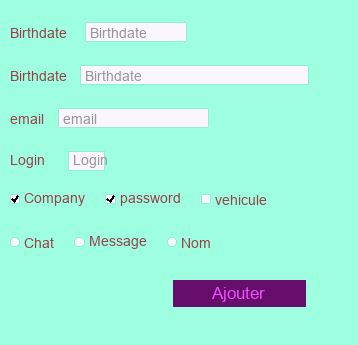 Birthdate Birthdate
Birthdate Birthdate
email email
Login Login
Company password vehicule
Chat Message Nom
Ajouter